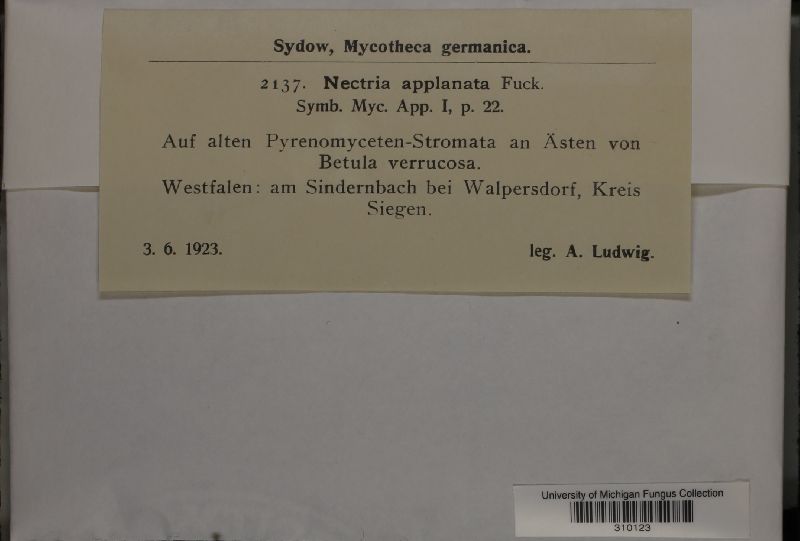 Sydow, Mycotheca germanica.
2137. Nectria applanata Fuck.
Symb. Myc. App. I, p. 22.
Auf alten Pyrenomyceten-Stromata an Ästen von
Betula verrucosa.
Westfalen: am Sindernbach bei Walpersdorf, Kreis
Siegen.
3. 6. 1923. leg. A. Ludwig.
University of Michigan Fungus Collection
310123